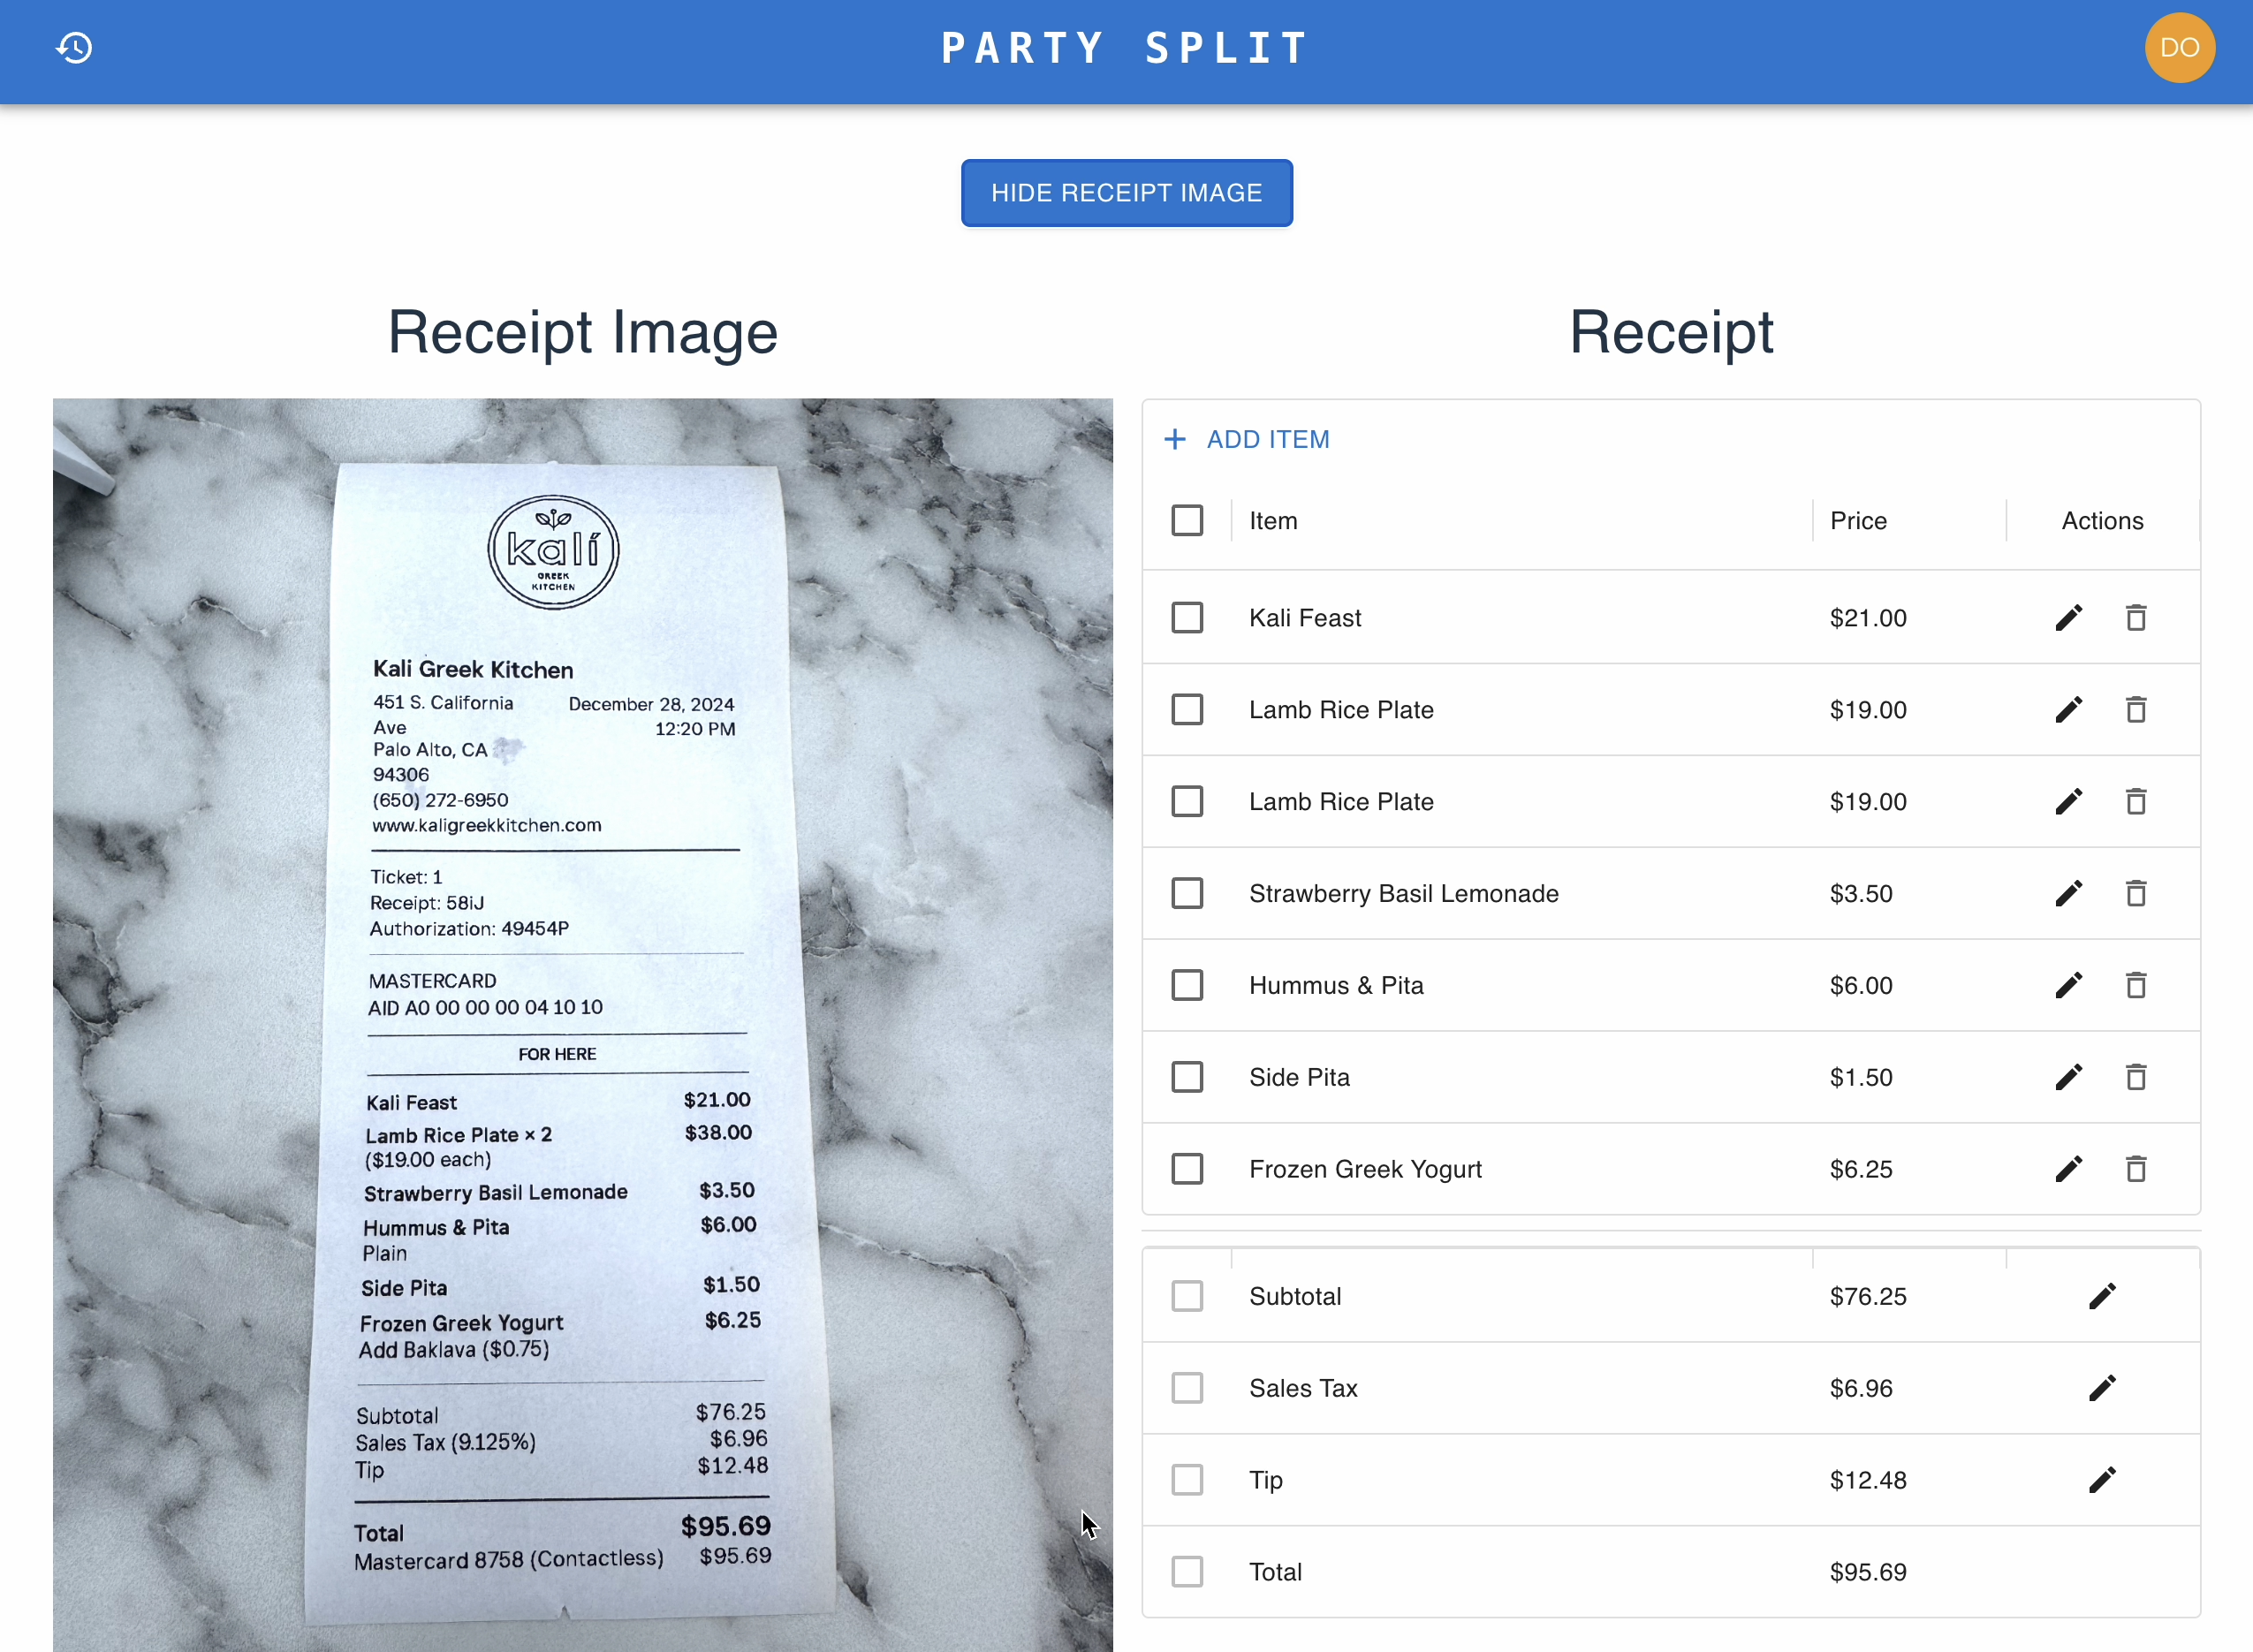 PARTY SPLIT
DO
HIDE RECEIPT IMAGE
Receipt Image
kalí
GREEK
KITCHEN
Kali Greek Kitchen
451 S. California
Ave
December 28, 2024
12:20 PM
Palo Alto, CA
94306
(650) 272-6950
www.kaligreekkitchen.com
Ticket: 1
Receipt: 58iJ
Authorization: 49454P
MASTERCARD
AID A0 00 00 00 04 10 10
FOR HERE
Kali Feast $21.00
Lamb Rice Plate × 2 $38.00
($19.00 each)
Strawberry Basil Lemonade $3.50
Hummus & Pita $6.00
Plain
Side Pita $1.50
Frozen Greek Yogurt $6.25
Add Baklava ($0.75)
Subtotal $76.25
Sales Tax (9.125%) $6.96
Tip $12.48
Total $95.69
Mastercard 8758 (Contactless) $95.69
Receipt
+ ADD ITEM
Item Price Actions
Kali Feast $21.00
Lamb Rice Plate $19.00
Lamb Rice Plate $19.00
Strawberry Basil Lemonade $3.50
Hummus & Pita $6.00
Side Pita $1.50
Frozen Greek Yogurt $6.25
Subtotal $76.25
Sales Tax $6.96
Tip $12.48
Total $95.69